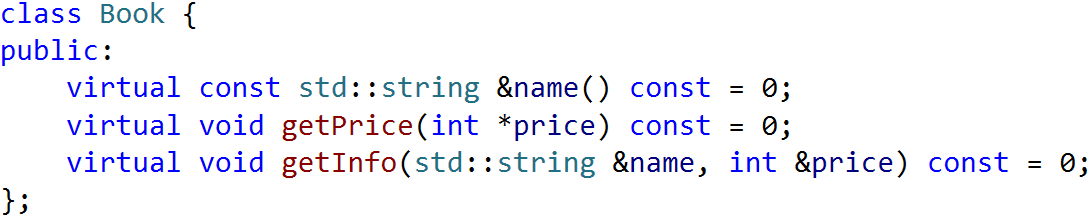 class Book {
public:
    virtual const std::string &name() const = 0;
    virtual void getPrice(int *price) const = 0;
    virtual void getInfo(std::string &name, int &price) const = 0;
};